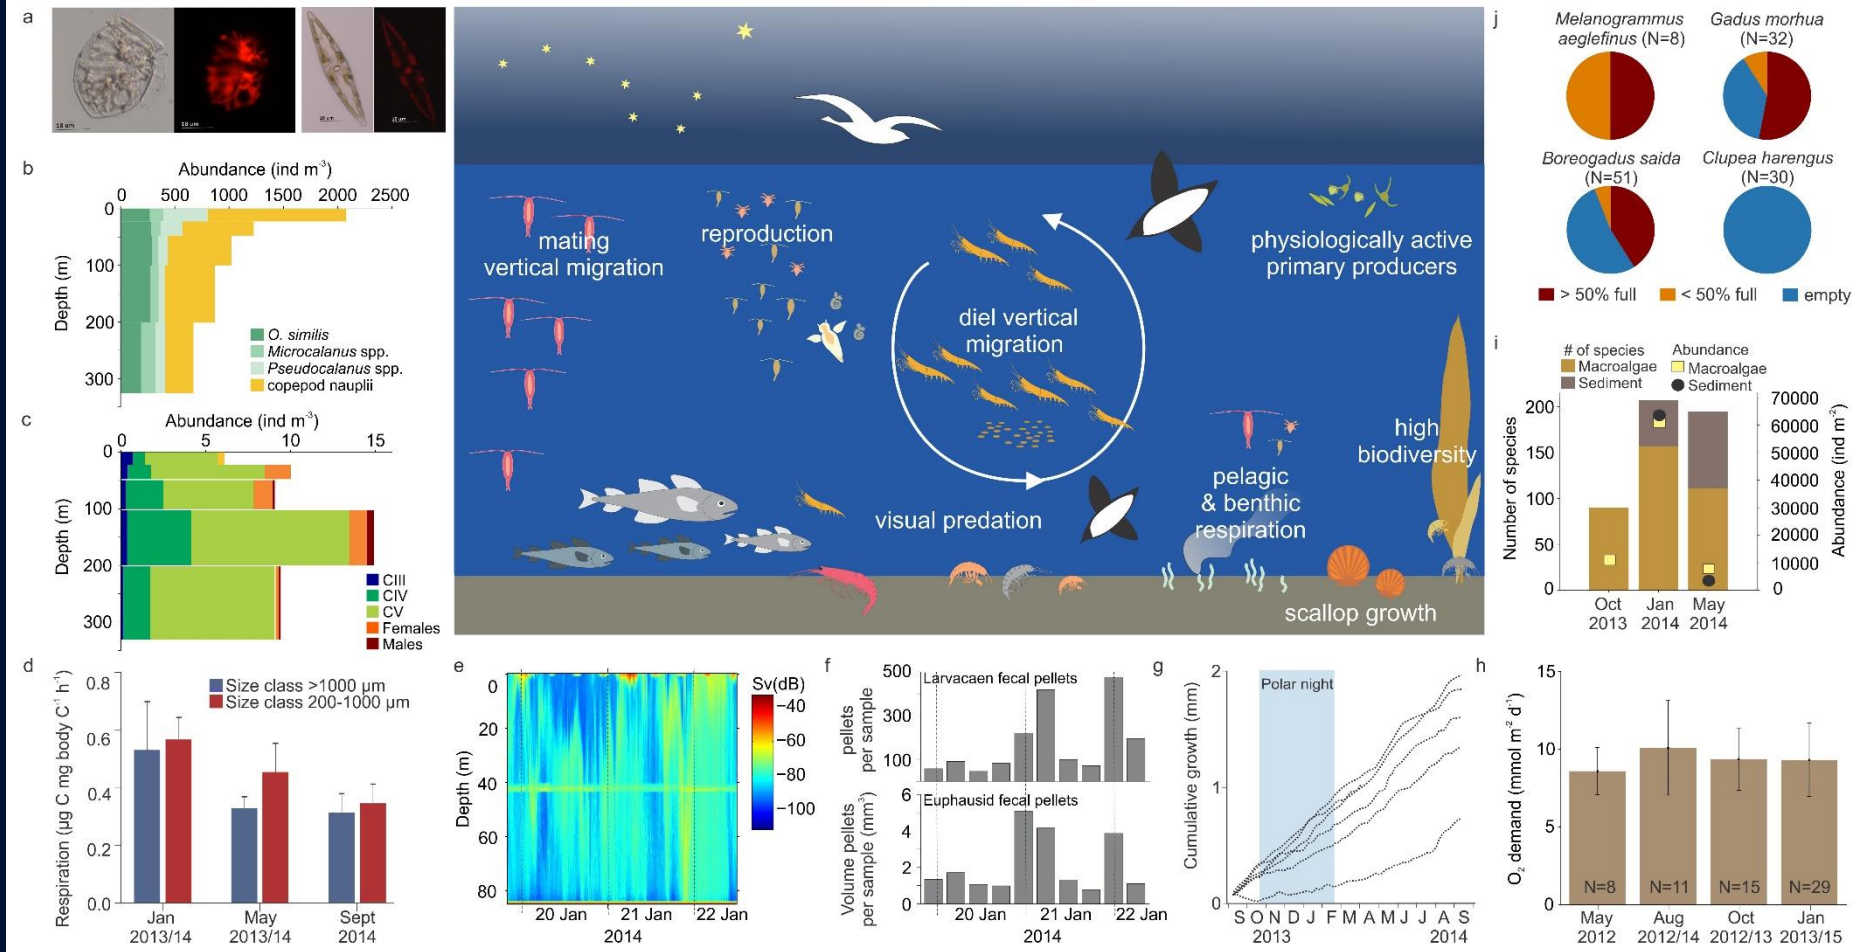 a
10 um
10 um
b
Abundance (ind m⁻³)
0 500 1000 1500 2000 2500
Depth (m)
0
100
200
300
O. similis
Microcalanus spp.
Pseudocalanus spp.
copepod nauplii
c
Abundance (ind m⁻³)
0 5 10 15
Depth (m)
0
100
200
300
CIII
CIV
CV
Females
Males
mating
vertical migration
reproduction
diel vertical
migration
physiologically active
primary producers
high
biodiversity
pelagic
& benthic
respiration
visual predation
scallop growth
j
Melanogrammus
aeglefinus (N=8)
Gadus morhua
(N=32)
Boreogadus saida
(N=51)
Clupea harengus
(N=30)
> 50% full
< 50% full
empty
i
# of species
Macroalgae
Sediment
Abundance
Macroalgae
Sediment
Number of species
200
150
100
50
0
Abundance (ind m⁻²)
70000
60000
50000
40000
30000
20000
10000
0
Oct
2013
Jan
2014
May
2014
d
Respiration (µg C mg body C⁻¹ h⁻¹)
0.8
0.6
0.4
0.2
0.0
Size class >1000 µm
Size class 200-1000 µm
Jan
2013/14
May
2013/14
Sept
2014
e
Depth (m)
0
20
40
60
80
Sv(dB)
−40
−60
−80
−100
20 Jan 21 Jan 22 Jan
2014
f
Larvacaen fecal pellets
pellets
per sample
500
300
100
Euphausid fecal pellets
Volume pellets
per sample (mm³)
6
4
2
0
20 Jan 21 Jan 22 Jan
2014
g
Polar night
Cumulative growth (mm)
2
1
0
S O N D J F M A M J J A S
2013 2014
h
O₂ demand (mmol m⁻² d⁻¹)
15
10
5
0
N=8 N=11 N=15 N=29
May
2012
Aug
2012/14
Oct
2012/13
Jan
2013/15